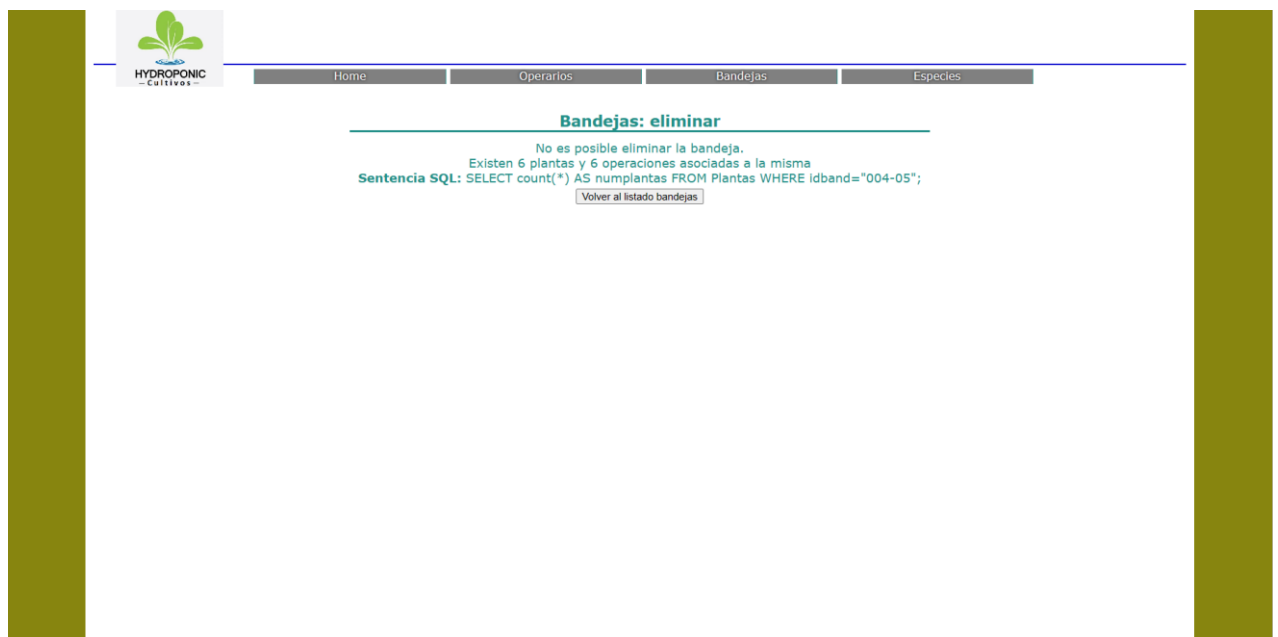 HYDROPONIC
– Cultivos –
Home Operarios Bandejas Especies
Bandejas: eliminar
No es posible eliminar la bandeja.
Existen 6 plantas y 6 operaciones asociadas a la misma
Sentencia SQL: SELECT count(*) AS numplantas FROM Plantas WHERE idband="004-05";
Volver al listado bandejas